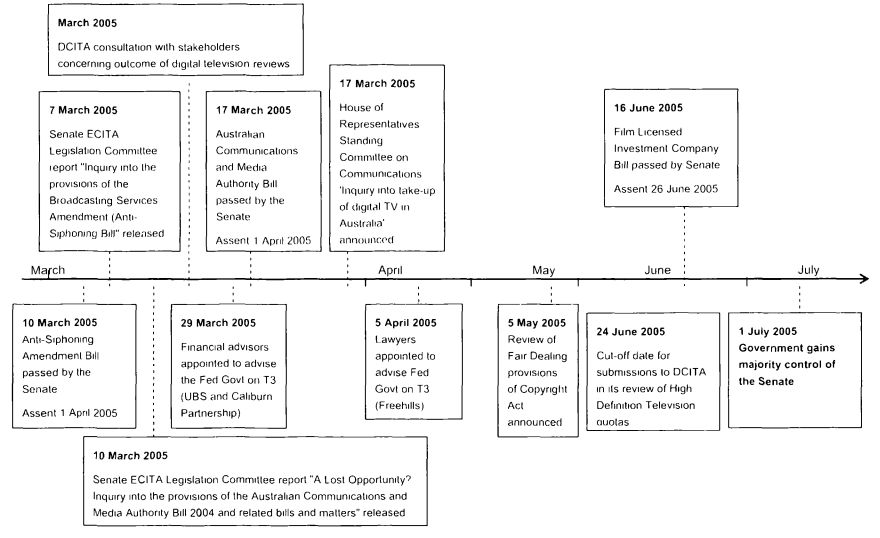 March 2005
DCITA consultation with stakeholders
concerning outcome of digital television reviews
7 March 2005
Senate ECITA
Legislation Committee
report "Inquiry into the
provisions of the
Broadcasting Services
Amendment (Anti-
Siphoning Bill" released
17 March 2005
Australian
Communications
and Media
Authority Bill
passed by the
Senate
Assent 1 April 2005
17 March 2005
House of
Representatives
Standing
Committee on
Communications
'Inquiry into take-up
of digital TV in
Australia'
announced
16 June 2005
Film Licensed
Investment Company
Bill passed by Senate
Assent 26 June 2005
March
April
May
June
July
10 March 2005
Anti-Siphoning
Amendment Bill
passed by the
Senate
Assent 1 April 2005
29 March 2005
Financial advisors
appointed to advise
the Fed Govt on T3
(UBS and Caliburn
Partnership)
5 April 2005
Lawyers
appointed to
advise Fed
Govt on T3
(Freehills)
5 May 2005
Review of
Fair Dealing
provisions
of Copyright
Act
announced
24 June 2005
Cut-off date for
submissions to DCITA
in its review of High
Definition Television
quotas
1 July 2005
Government gains
majority control of
the Senate
10 March 2005
Senate ECITA Legislation Committee report "A Lost Opportunity?
Inquiry into the provisions of the Australian Communications and
Media Authority Bill 2004 and related bills and matters" released